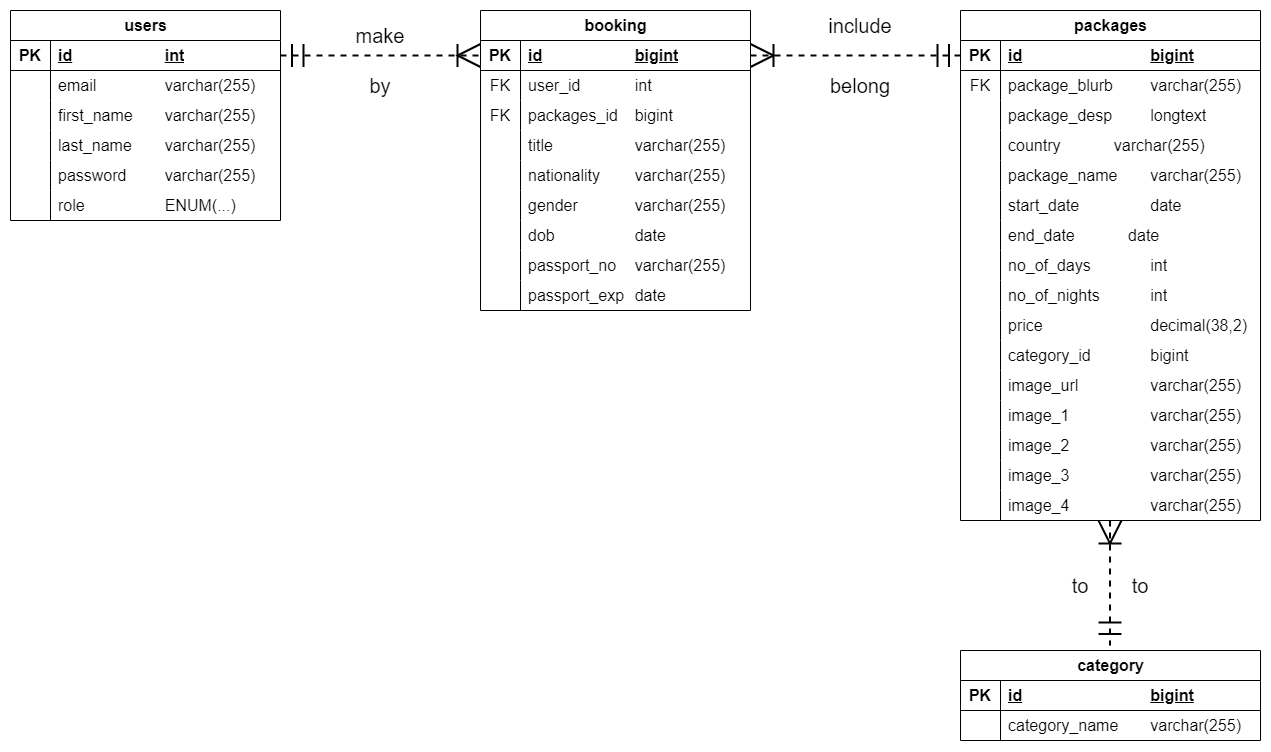 users
PK id int
email varchar(255)
first_name varchar(255)
last_name varchar(255)
password varchar(255)
role ENUM(...)
make
by
booking
PK id bigint
FK user_id int
FK packages_id bigint
title varchar(255)
nationality varchar(255)
gender varchar(255)
dob date
passport_no varchar(255)
passport_exp date
include
belong
packages
PK id bigint
FK package_blurb varchar(255)
package_desp longtext
country varchar(255)
package_name varchar(255)
start_date date
end_date date
no_of_days int
no_of_nights int
price decimal(38,2)
category_id bigint
image_url varchar(255)
image_1 varchar(255)
image_2 varchar(255)
image_3 varchar(255)
image_4 varchar(255)
to to
category
PK id bigint
category_name varchar(255)